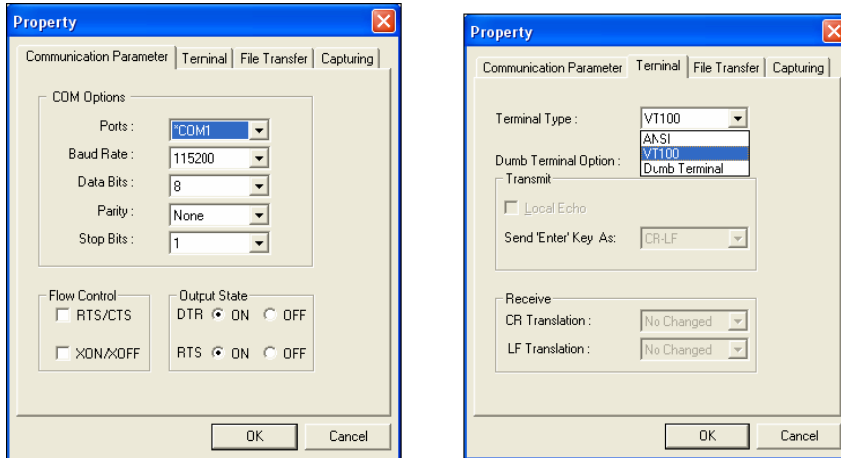 Property
Communication Parameter Terminal File Transfer Capturing
COM Options
Ports : *COM1
Baud Rate : 115200
Data Bits : 8
Parity : None
Stop Bits : 1
Flow Control
RTS/CTS
XON/XOFF
Output State
DTR ON OFF
RTS ON OFF
OK Cancel
Property
Communication Parameter Terminal File Transfer Capturing
Terminal Type : VT100
ANSI
VT100
Dumb Terminal
Dumb Terminal Option :
Transmit
Local Echo
Send 'Enter' Key As: CR-LF
Receive
CR Translation : No Changed
LF Translation : No Changed
OK Cancel